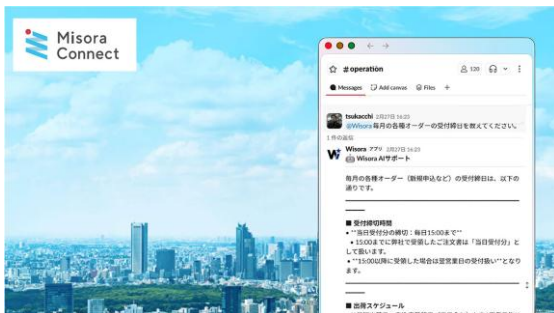 Misora
Connect
# operation
120
Messages
Add canvas
Files
tsukacchi 2月27日 16:23
@Wisora 毎月の各種オーダーの受付締日を教えてください。
1 件の返信
Wisora アプリ 2月27日 16:23
Wisora AIサポート
毎月の各種オーダー（新規申込など）の受付締日は、以下の
通りです。
■ 受付締切時間
• **当日受付分の締切：毎日15:00まで**
• 15:00までに弊社で受領したご注文書は「当日受付分」と
して扱います。
• **15:00以降に受領した場合は翌営業日の受付扱い**となり
ます。
■ 出荷スケジュール